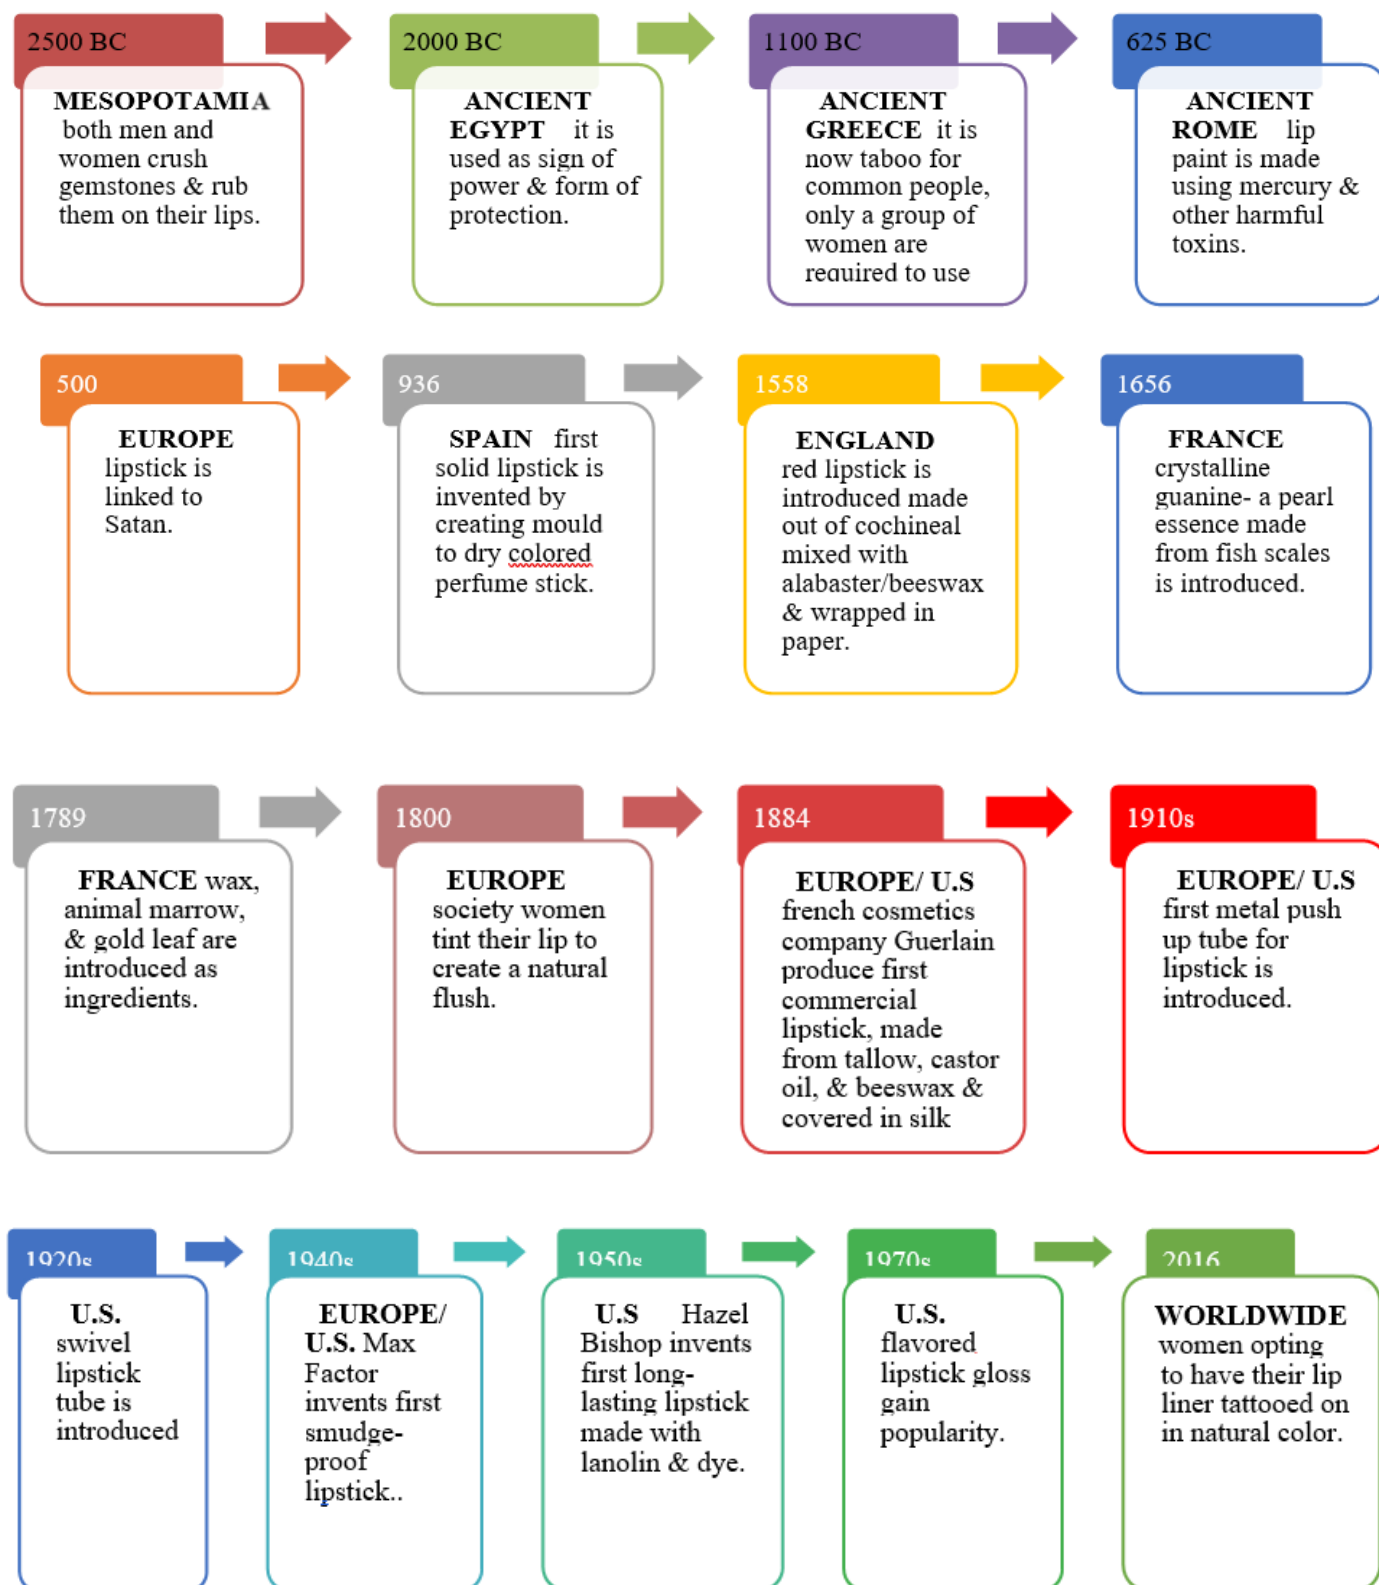 2500 BC
MESOPOTAMIA
both men and
women crush
gemstones & rub
them on their lips.
2000 BC
ANCIENT
EGYPT it is
used as sign of
power & form of
protection.
1100 BC
ANCIENT
GREECE it is
now taboo for
common people,
only a group of
women are
required to use
625 BC
ANCIENT
ROME lip
paint is made
using mercury &
other harmful
toxins.
500
EUROPE
lipstick is
linked to
Satan.
936
SPAIN first
solid lipstick is
invented by
creating mould
to dry colored
perfume stick.
1558
ENGLAND
red lipstick is
introduced made
out of cochineal
mixed with
alabaster/beeswax
& wrapped in
paper.
1656
FRANCE
crystalline
guanine- a pearl
essence made
from fish scales
is introduced.
1789
FRANCE wax,
animal marrow,
& gold leaf are
introduced as
ingredients.
1800
EUROPE
society women
tint their lip to
create a natural
flush.
1884
EUROPE/ U.S
french cosmetics
company Guerlain
produce first
commercial
lipstick, made
from tallow, castor
oil, & beeswax &
covered in silk
1910s
EUROPE/ U.S
first metal push
up tube for
lipstick is
introduced.
1920s
U.S.
swivel
lipstick
tube is
introduced
1940s
EUROPE/
U.S. Max
Factor
invents first
smudge-
proof
lipstick..
1950s
U.S Hazel
Bishop invents
first long-
lasting lipstick
made with
lanolin & dye.
1970s
U.S.
flavored
lipstick gloss
gain
popularity.
2016
WORLDWIDE
women opting
to have their lip
liner tattooed on
in natural color.